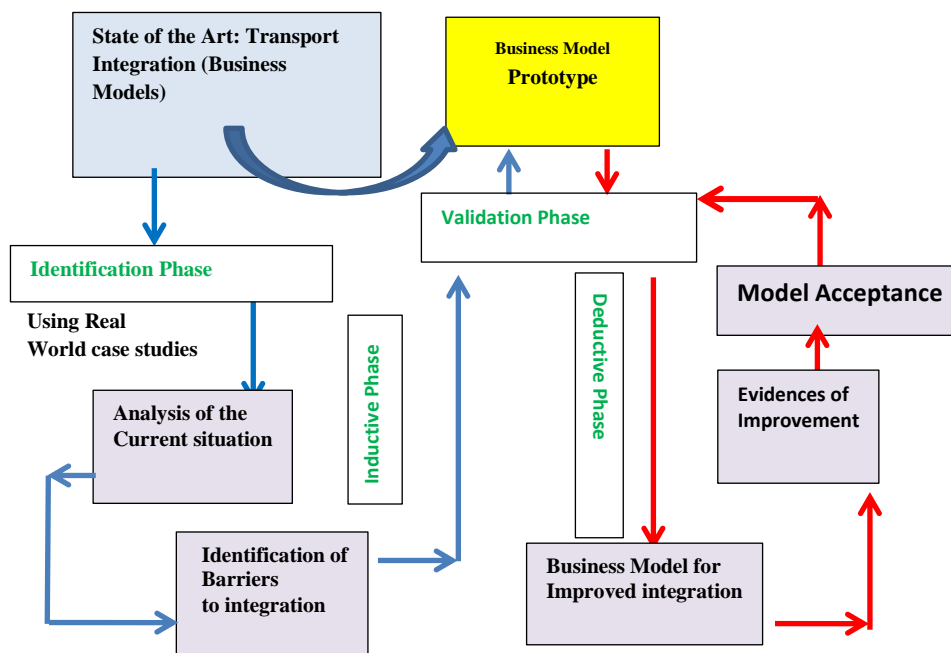 State of the Art: Transport
Integration (Business
Models)
Business Model
Prototype
Validation Phase
Identification Phase
Using Real
World case studies
Analysis of the
Current situation
Inductive Phase
Identification of
Barriers
to integration
Deductive Phase
Business Model for
Improved integration
Model Acceptance
Evidences of
Improvement